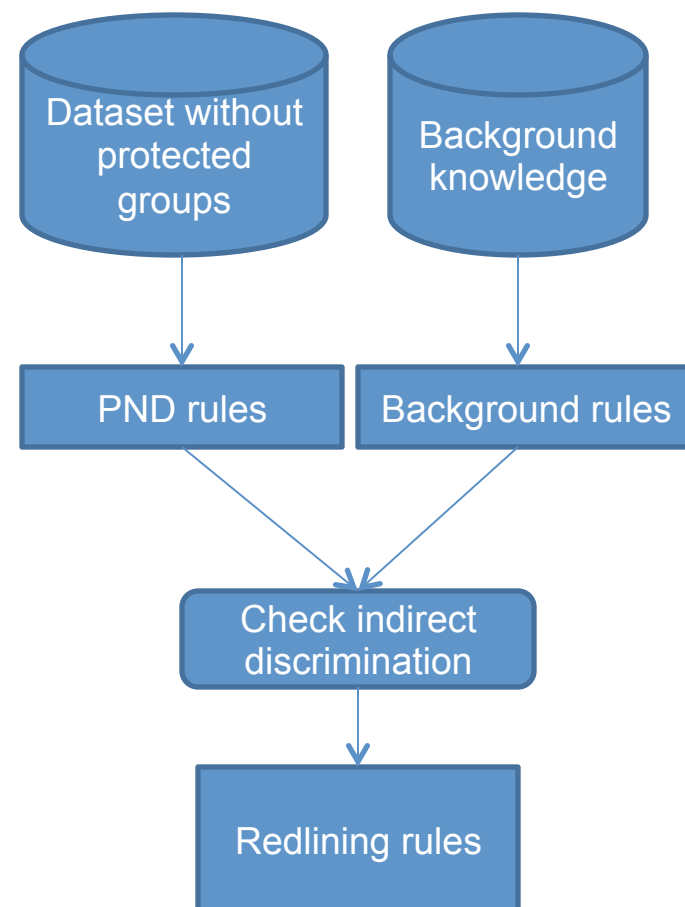 Dataset without
protected
groups
Background
knowledge
PND rules
Background rules
Check indirect
discrimination
Redlining rules